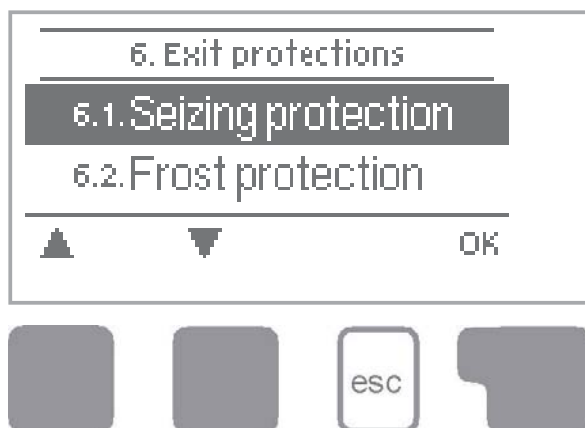 6. Exit protections
6.1. Seizing protection
6.2. Frost protection
OK
esc